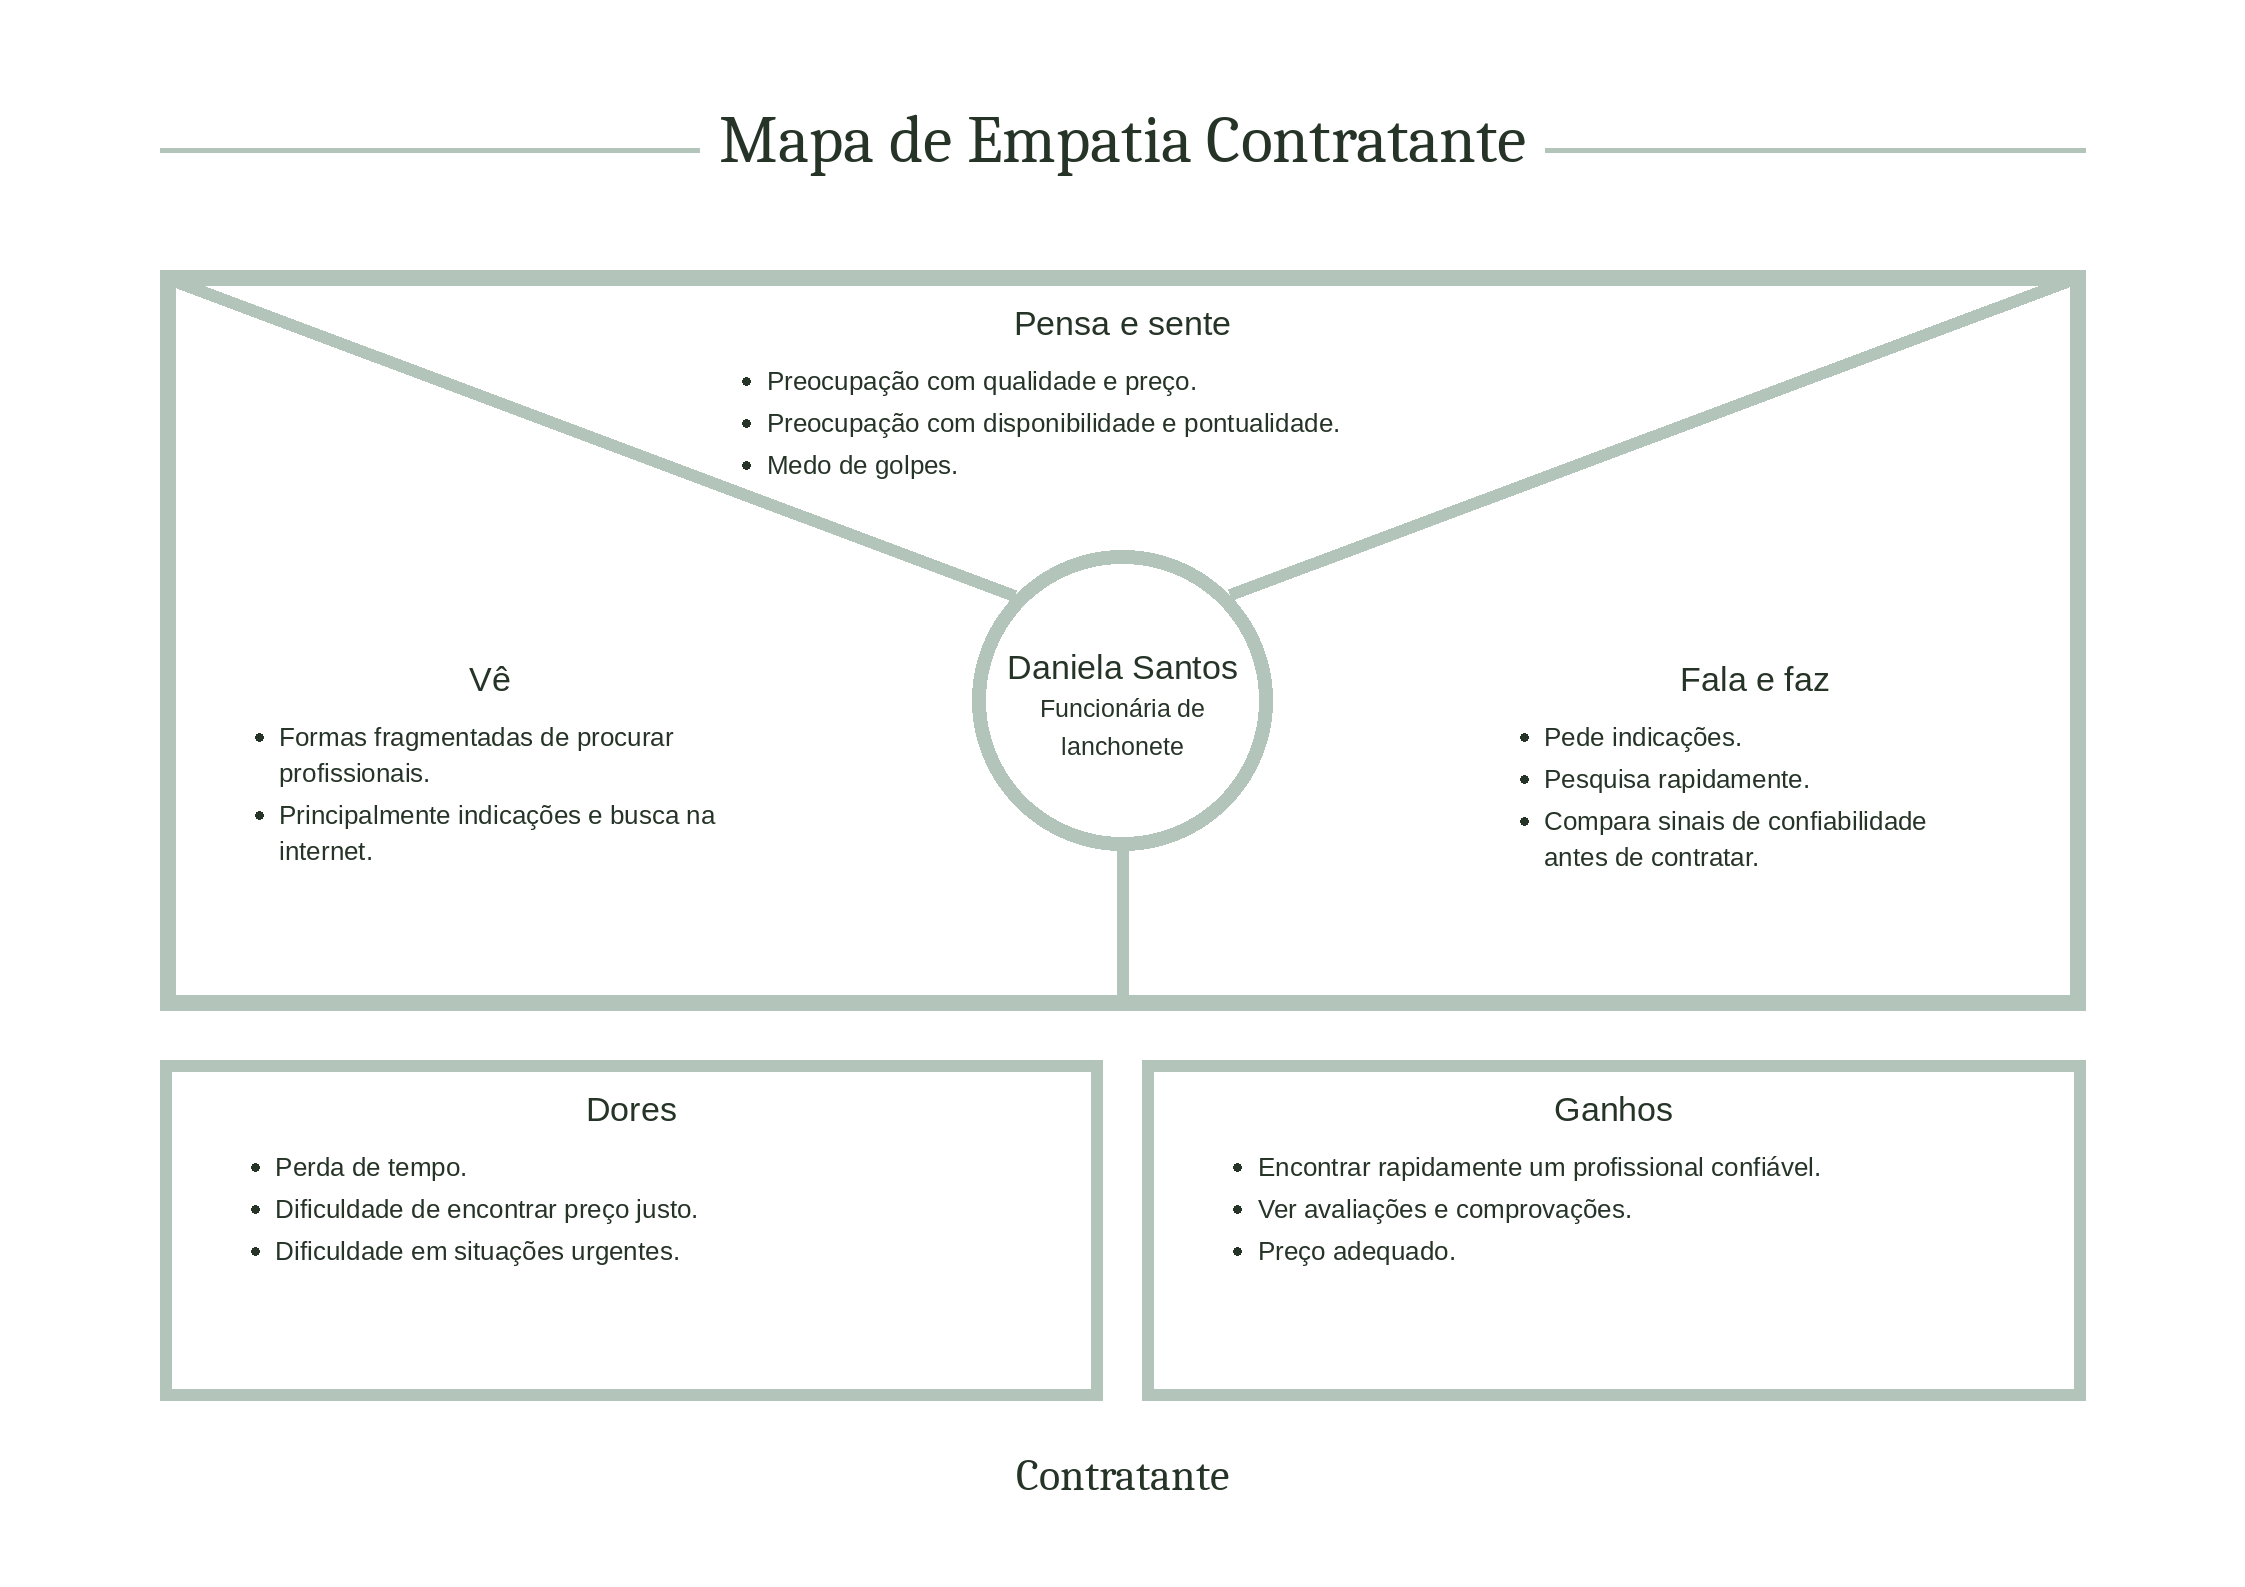 Mapa de Empatia Contratante
Pensa e sente
• Preocupação com qualidade e preço.
• Preocupação com disponibilidade e pontualidade.
• Medo de golpes.
Daniela Santos
Funcionária de
lanchonete
Vê
• Formas fragmentadas de procurar
profissionais.
• Principalmente indicações e busca na
internet.
Fala e faz
• Pede indicações.
• Pesquisa rapidamente.
• Compara sinais de confiabilidade
antes de contratar.
Dores
• Perda de tempo.
• Dificuldade de encontrar preço justo.
• Dificuldade em situações urgentes.
Ganhos
• Encontrar rapidamente um profissional confiável.
• Ver avaliações e comprovações.
• Preço adequado.
Contratante